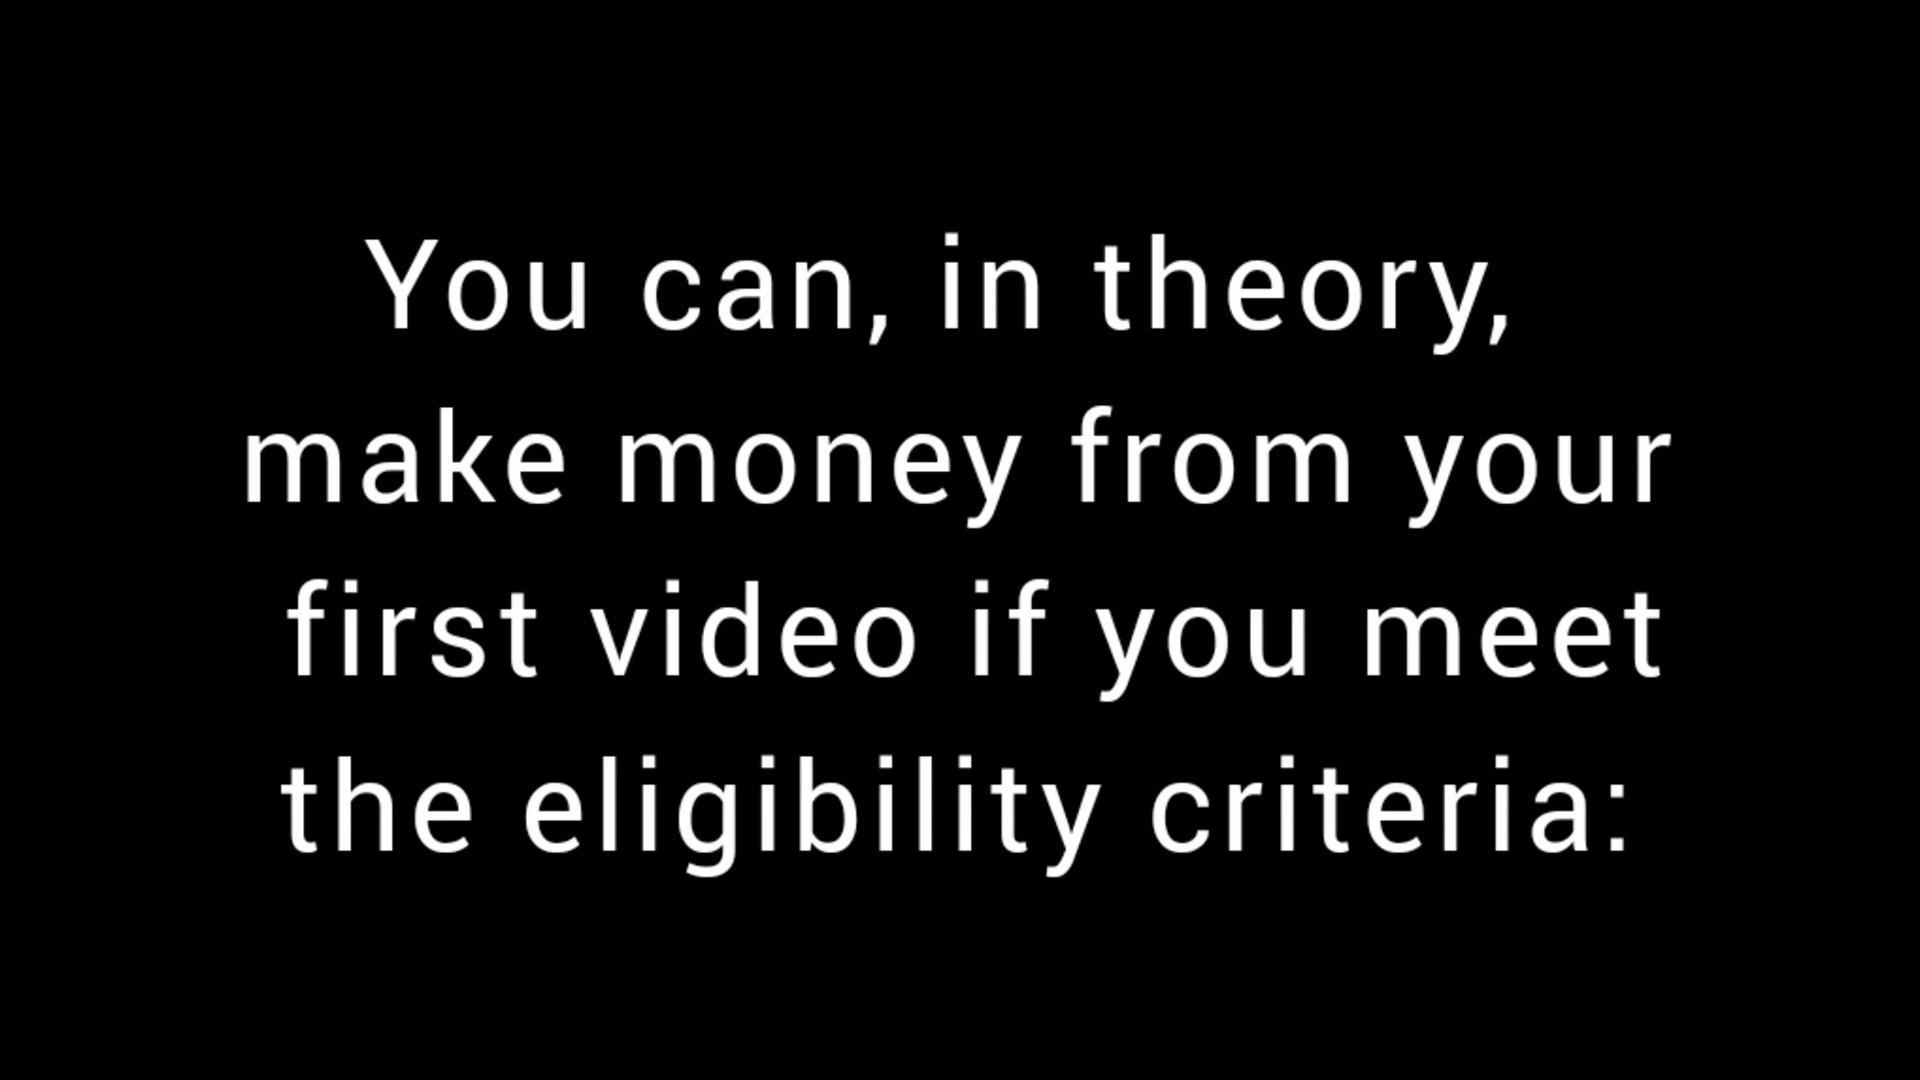 You can, in theory,
make money from your
first video if you meet
the eligibility criteria: